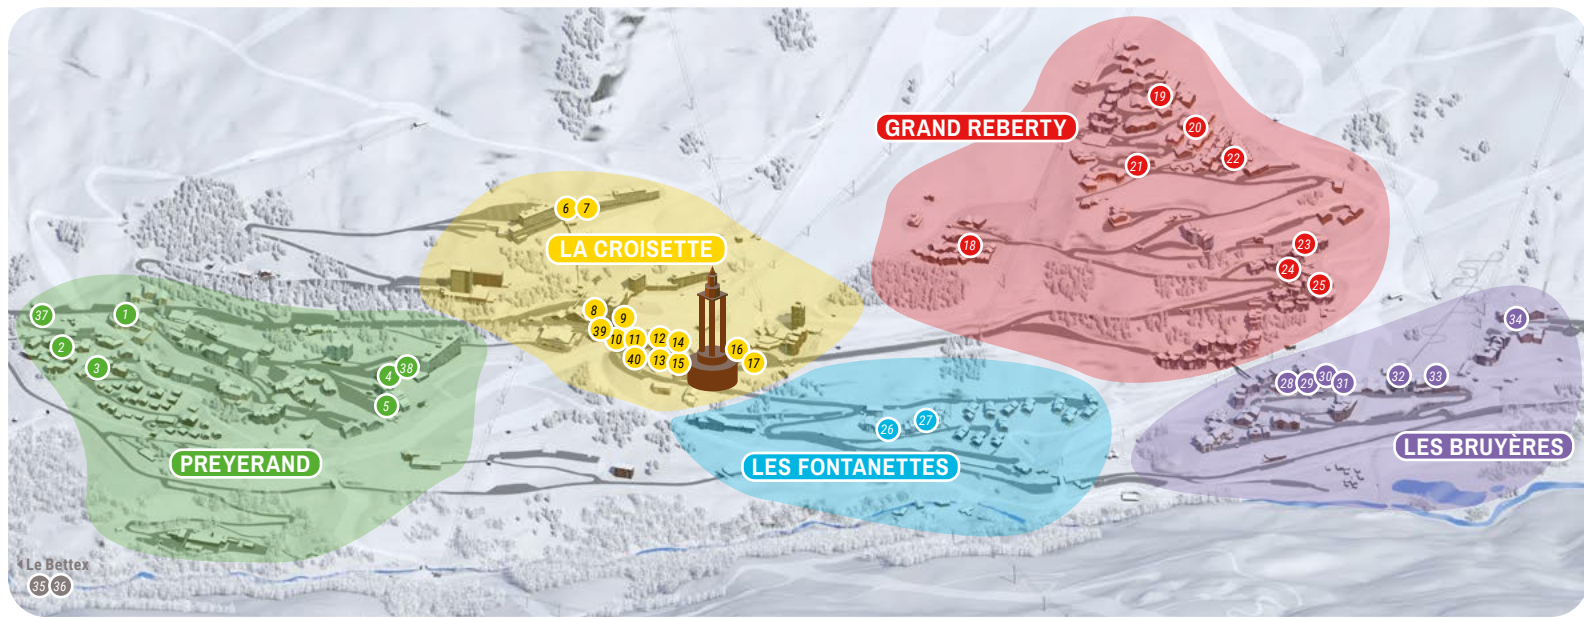 19
GRAND REBERTY
20
22
21
6 7
LA CROISETTE
18
23
24
25
37
1
8
9
39
10 11 12 14
40 13 15
16
17
34
2
3
4 38
5
28 29 30 31
32 33
26 27
LES BRUYÈRES
PREYERAND
LES FONTANETTES
Le Bettex
35 36